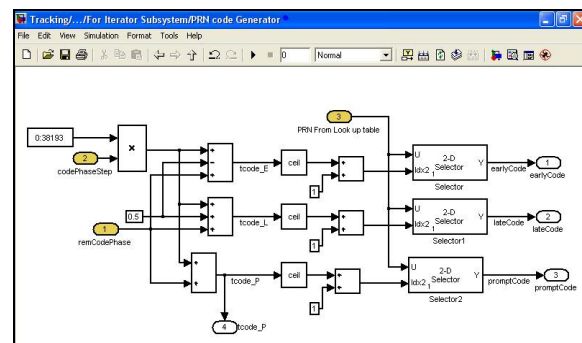 Tracking/.../For Iterator Subsystem/PRN code Generator *
File Edit View Simulation Format Tools Help
0 Normal
3
PRN From Look up table
0:38193
2
codePhaseStep
×
+
-
+
tcode_E
ceil
+
+
1
U
Idx2 1
2-D
Selector
Y
Selector
earlyCode
1
earlyCode
0.5
1
remCodePhase
+
+
+
tcode_L
ceil
+
+
1
U
Idx2 1
2-D
Selector
Y
Selector1
lateCode
2
lateCode
+
+
tcode_P
ceil
+
+
1
U
Idx2 1
2-D
Selector
Y
Selector2
promptCode
3
promptCode
4
tcode_P